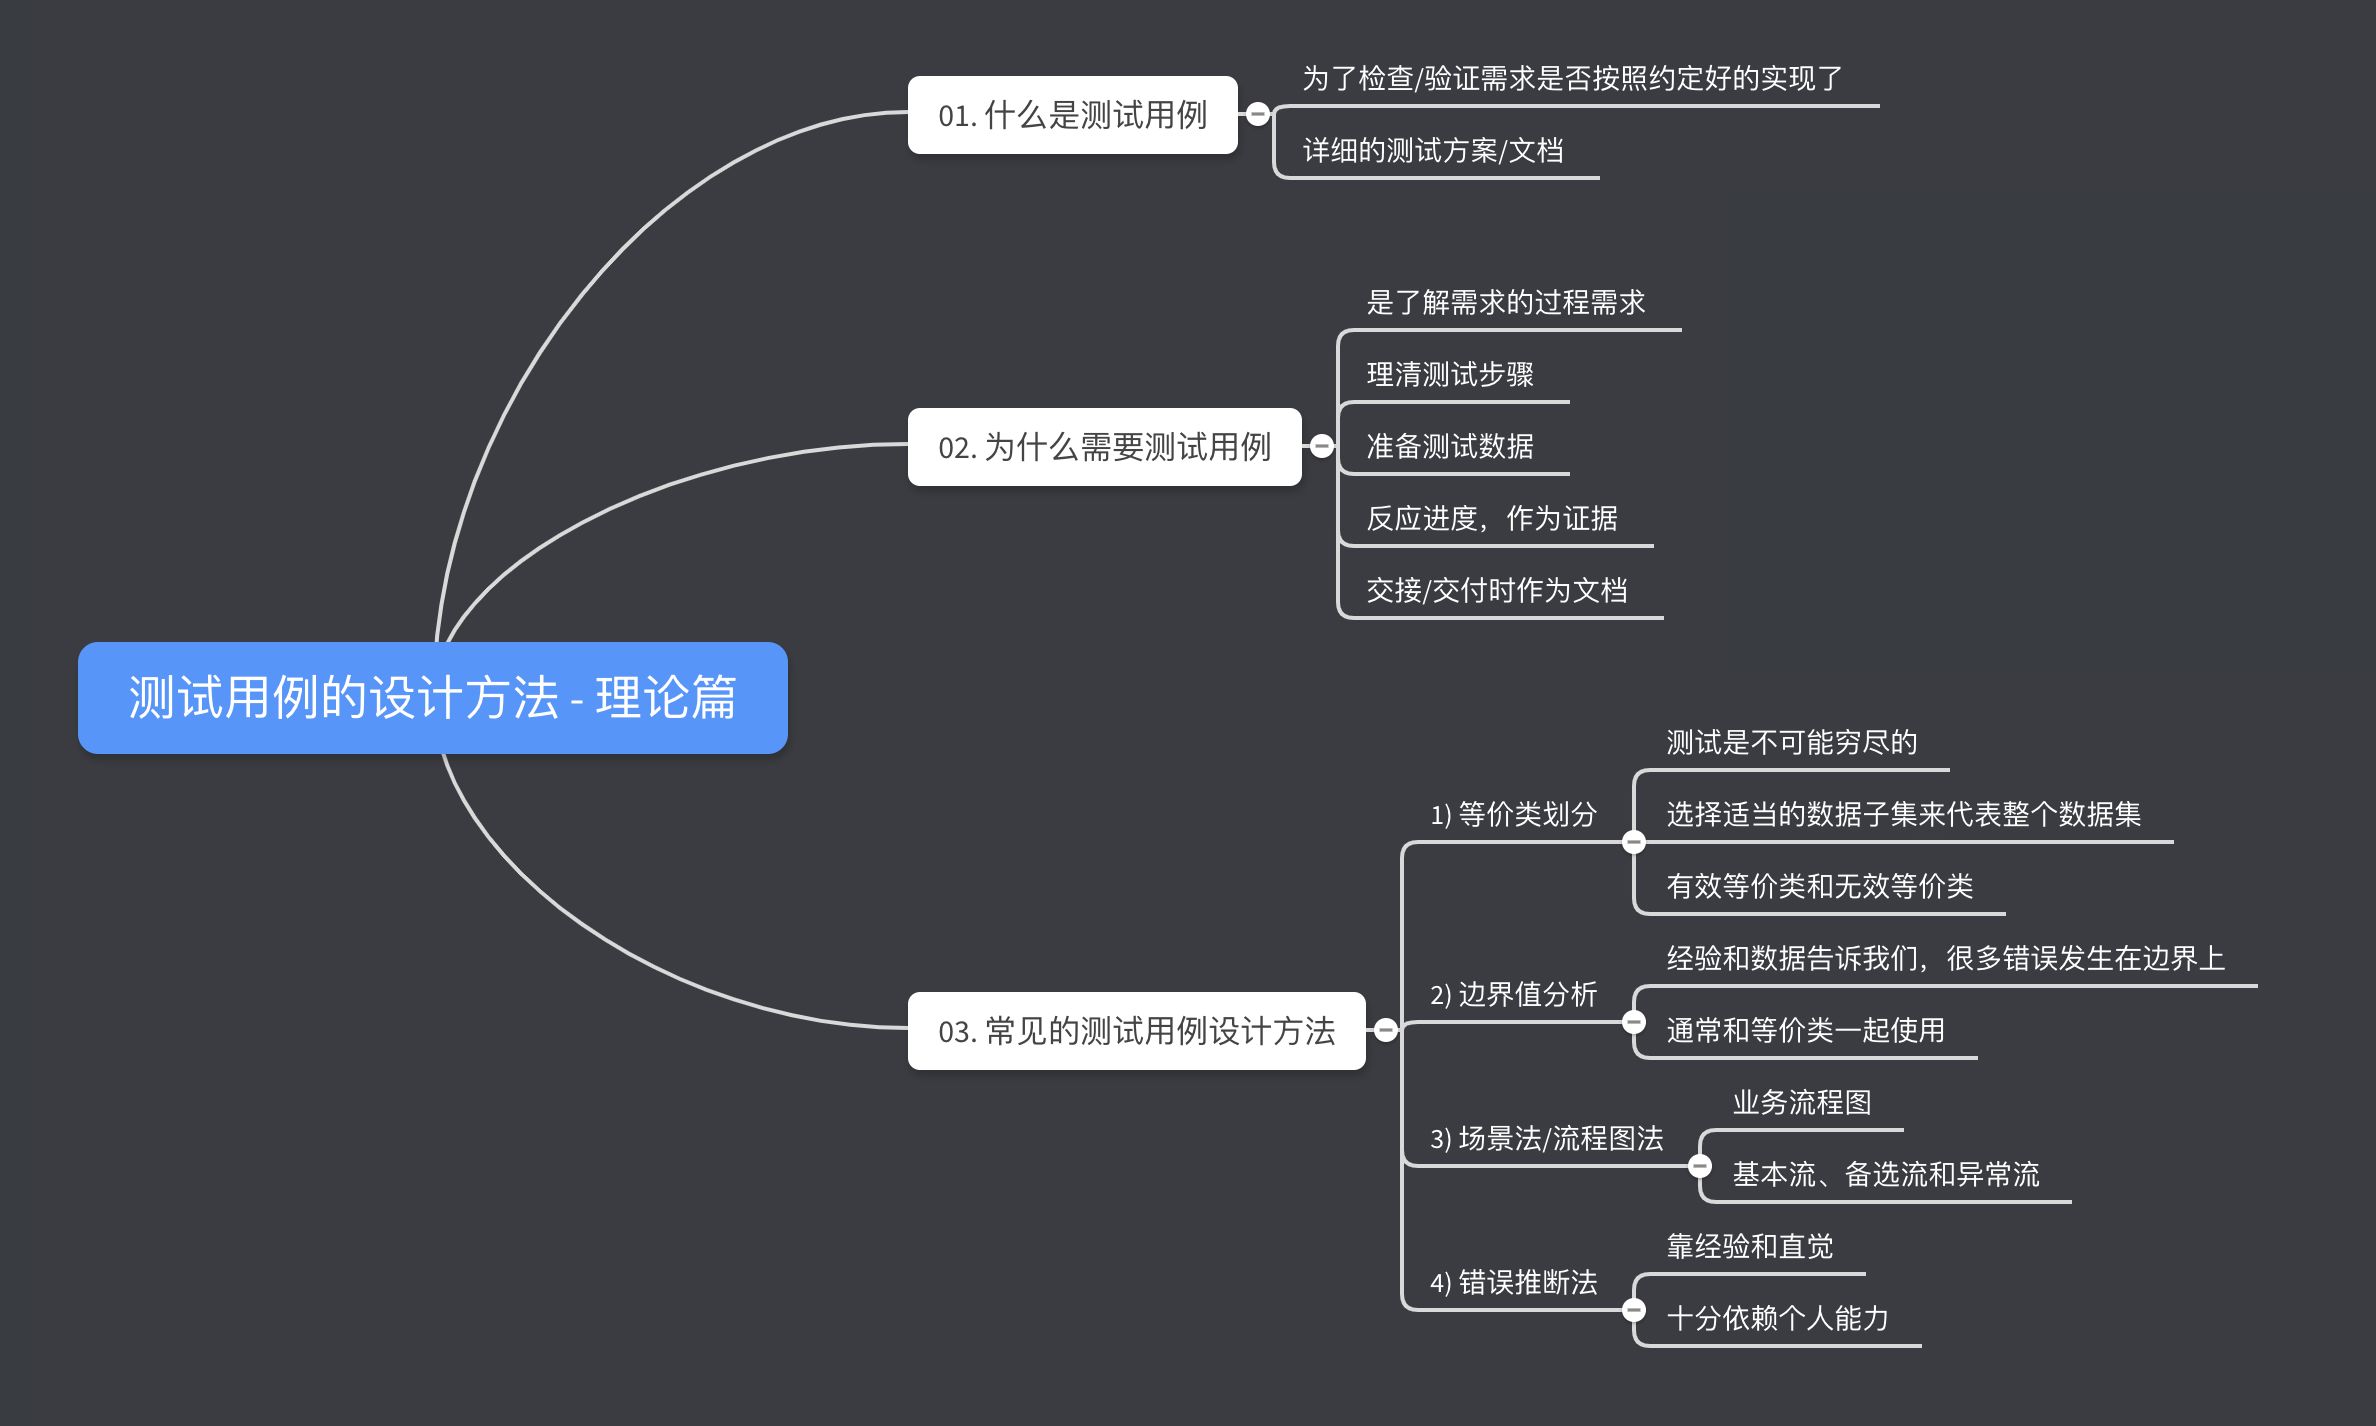 测试用例的设计方法 - 理论篇
01. 什么是测试用例
为了检查/验证需求是否按照约定好的实现了
详细的测试方案/文档
02. 为什么需要测试用例
是了解需求的过程需求
理清测试步骤
准备测试数据
反应进度，作为证据
交接/交付时作为文档
03. 常见的测试用例设计方法
1) 等价类划分
测试是不可能穷尽的
选择适当的数据子集来代表整个数据集
有效等价类和无效等价类
2) 边界值分析
经验和数据告诉我们，很多错误发生在边界上
通常和等价类一起使用
3) 场景法/流程图法
业务流程图
基本流、备选流和异常流
4) 错误推断法
靠经验和直觉
十分依赖个人能力